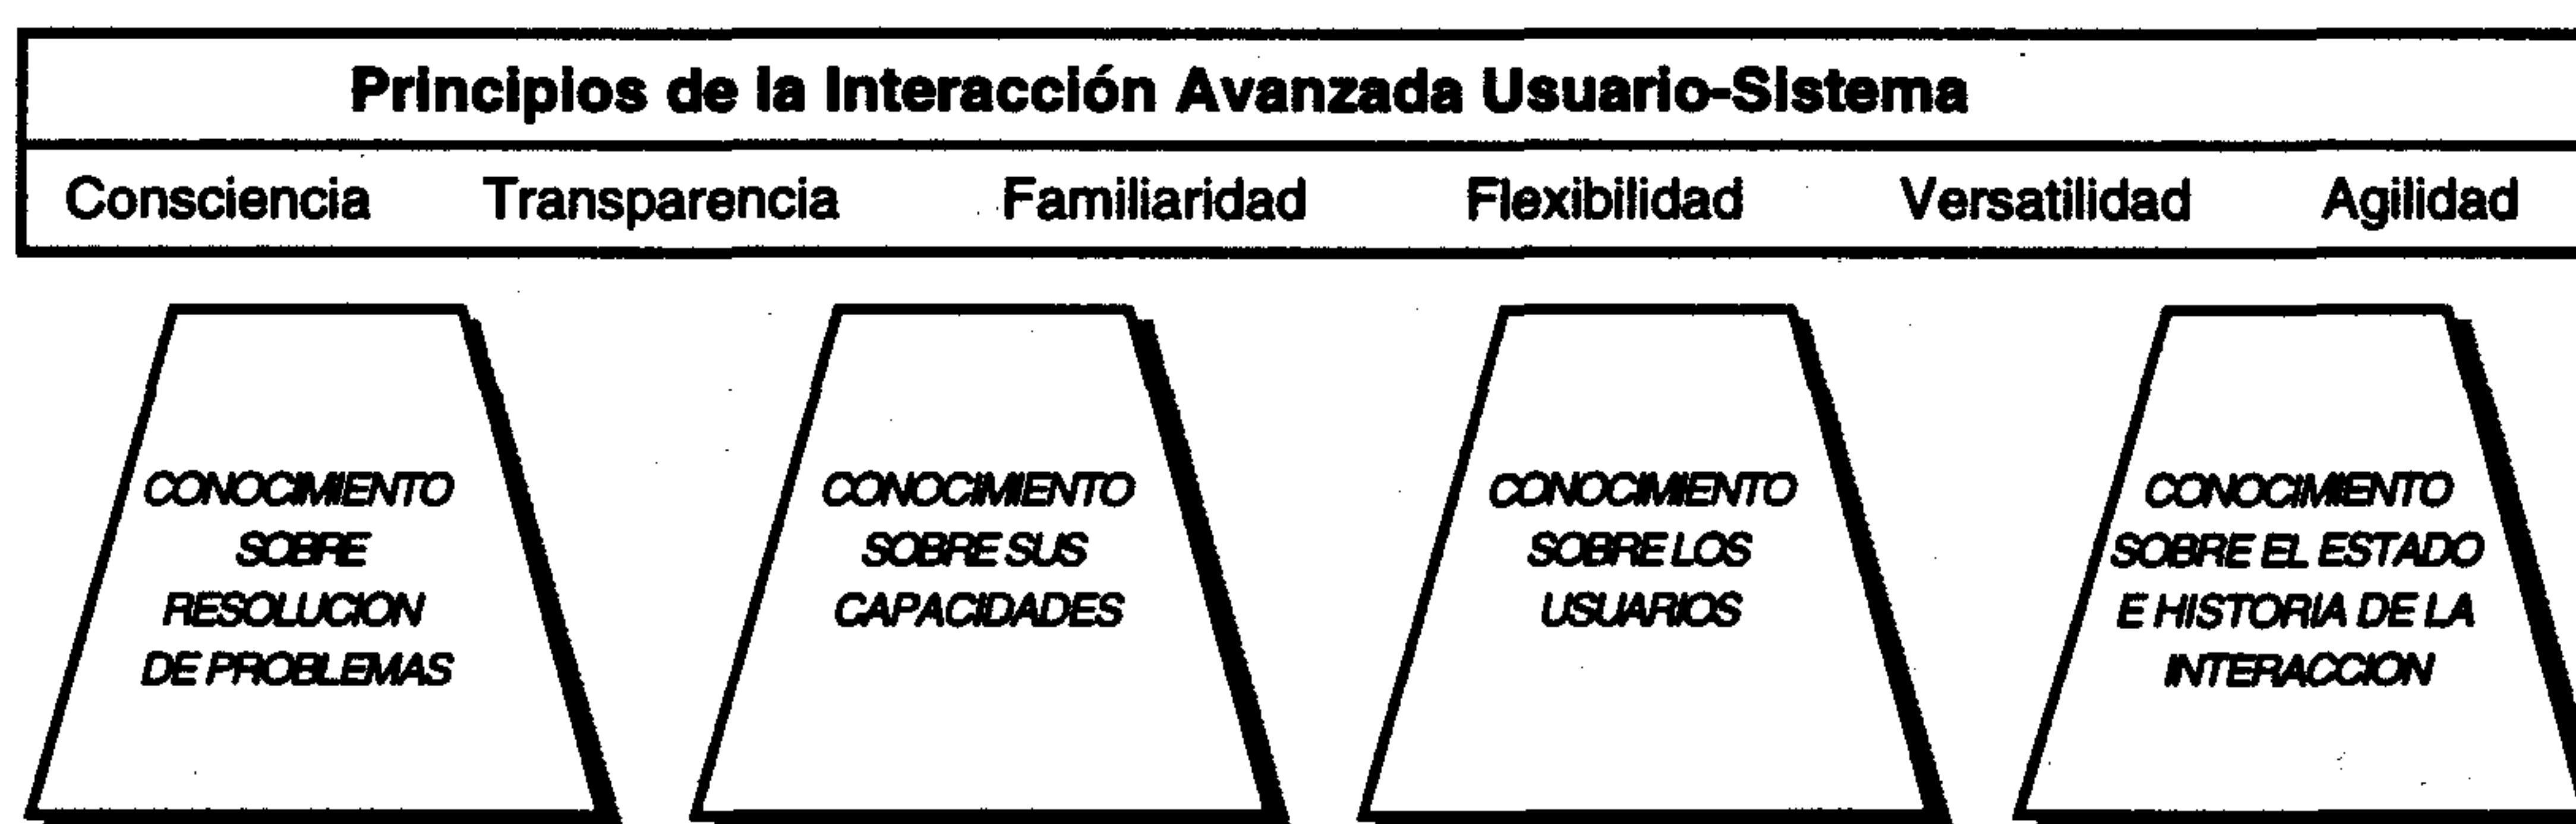 Principios de la Interacción Avanzada Usuario-Sistema
Consciencia Transparencia Familiaridad Flexibilidad Versatilidad Agilidad
CONOCIMIENTO
SOBRE
RESOLUCION
DE PROBLEMAS
CONOCIMIENTO
SOBRE SUS
CAPACIDADES
CONOCIMIENTO
SOBRE LOS
USUARIOS
CONOCIMIENTO
SOBRE EL ESTADO
E HISTORIA DE LA
INTERACCION